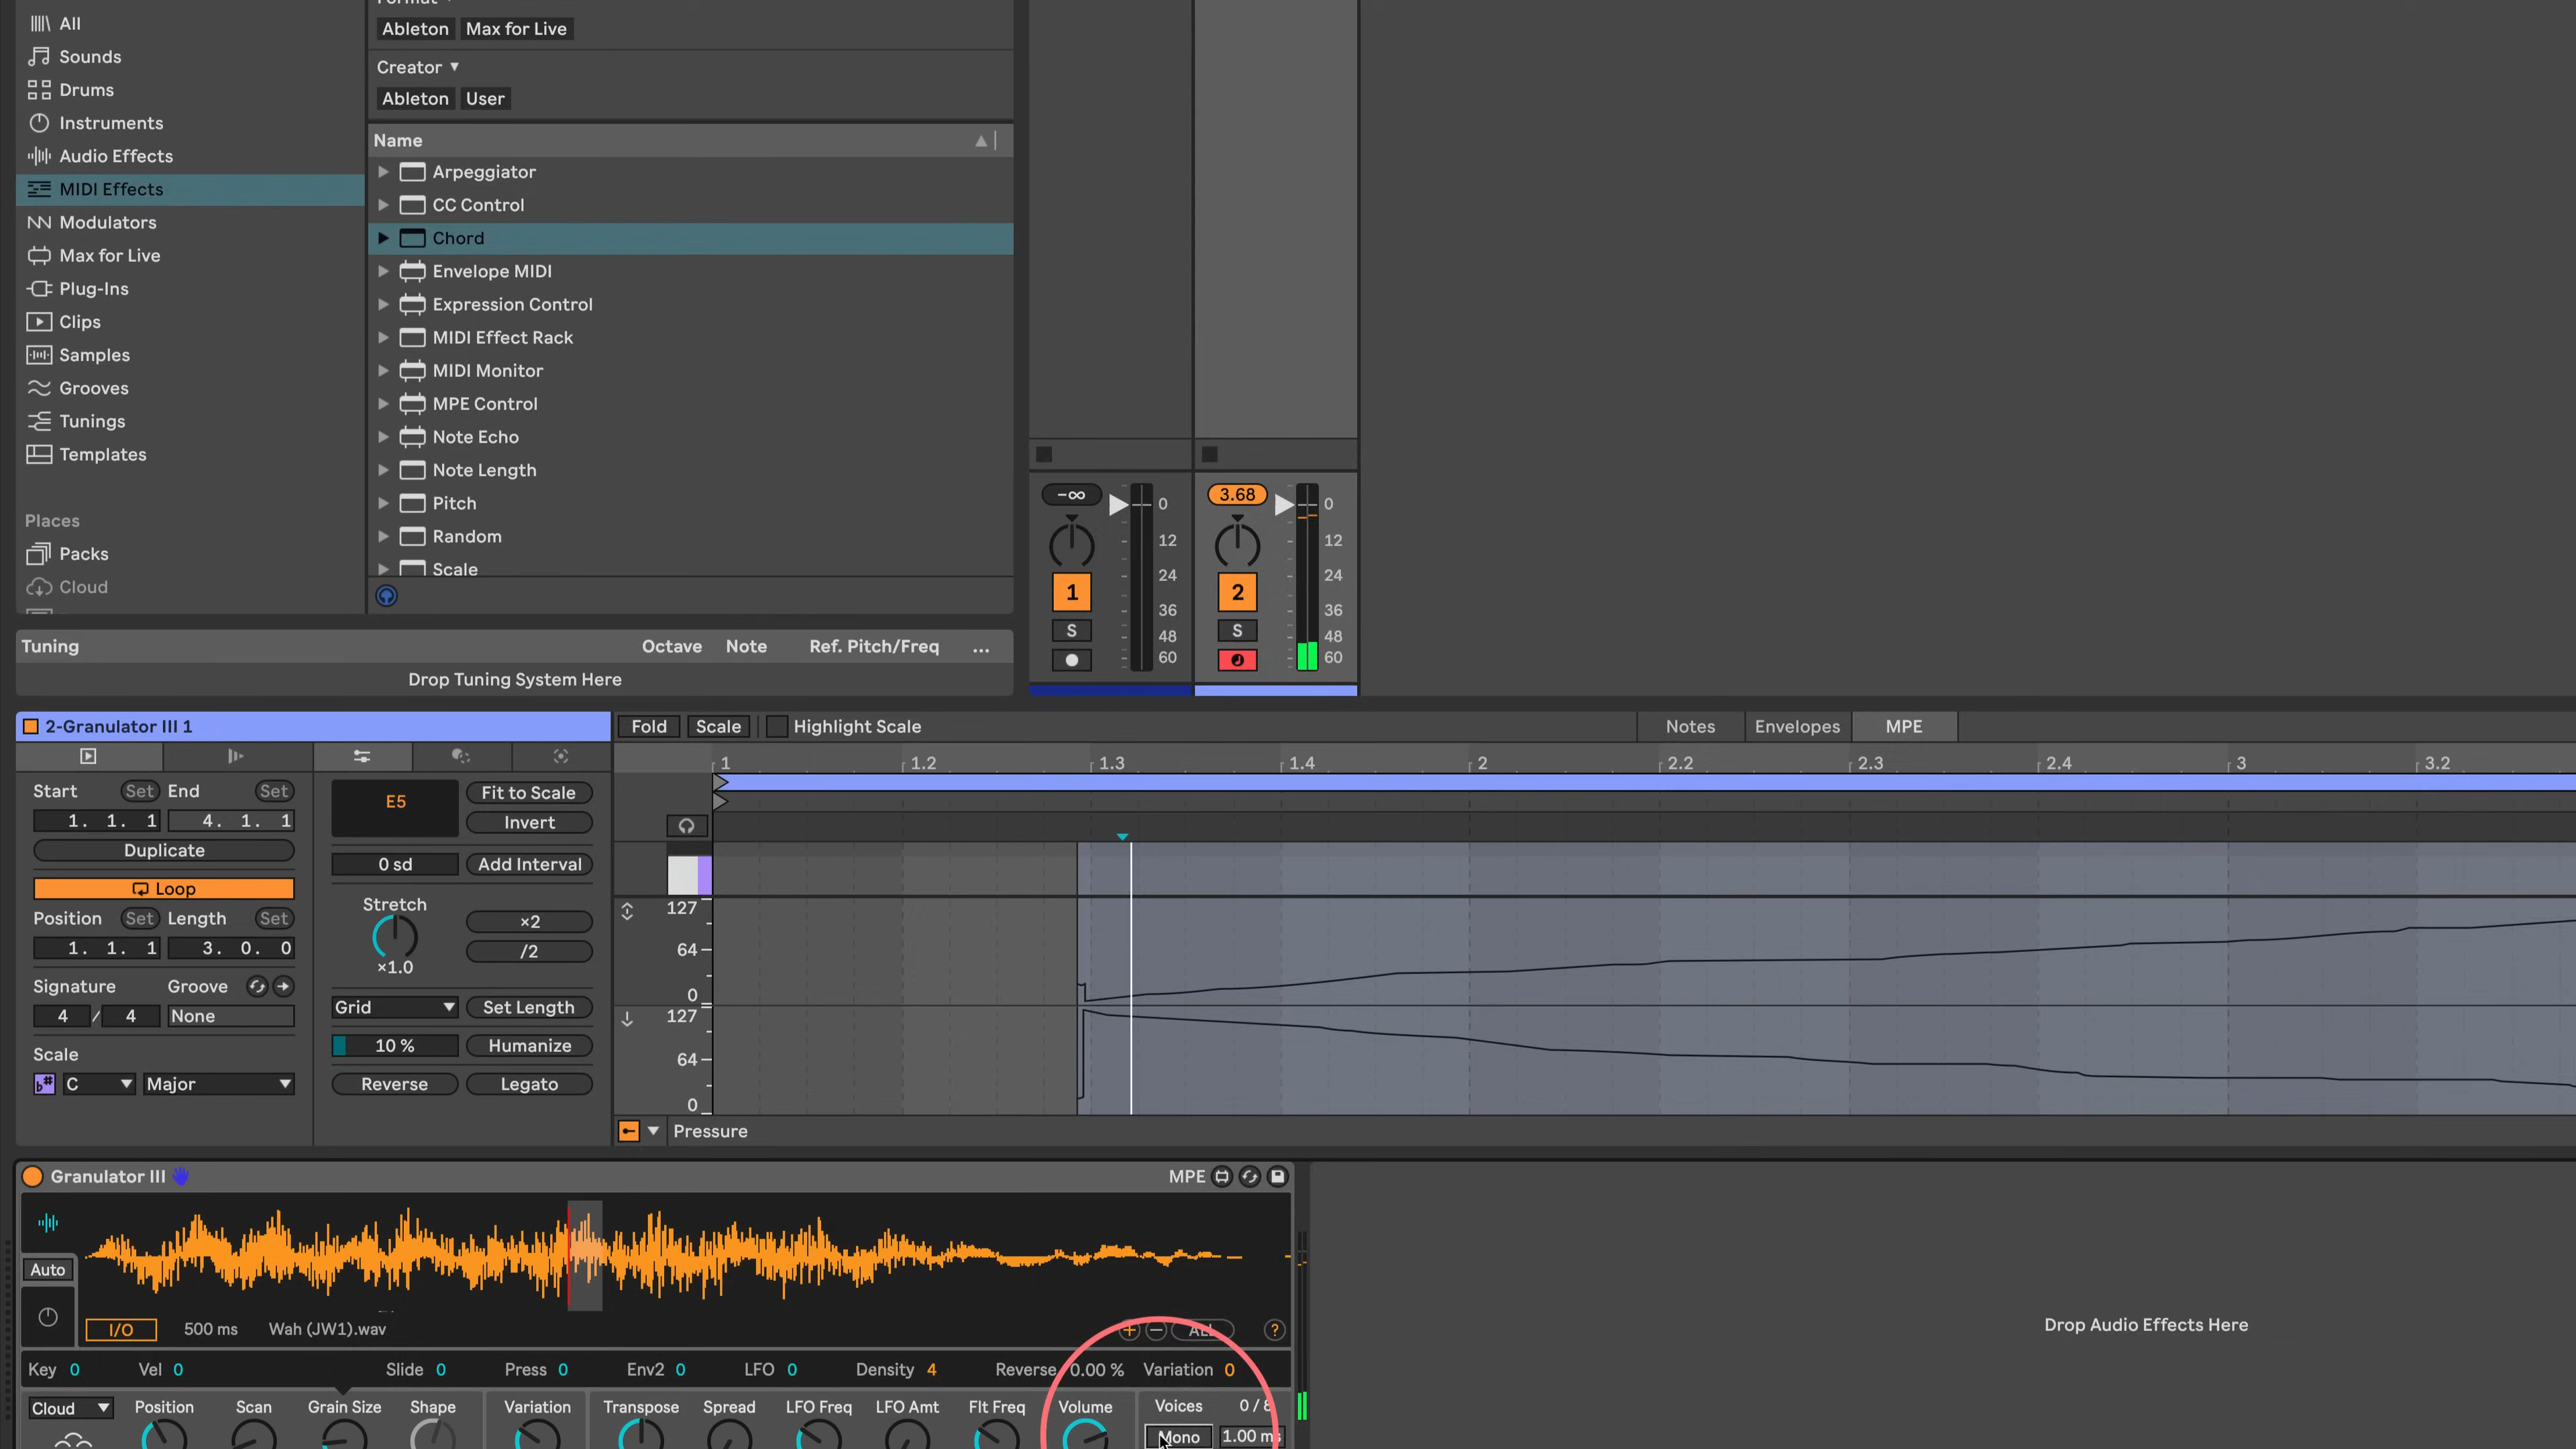 Ableton Max for Live
Creator
Ableton User
All
Sounds
Drums
Instruments
Audio Effects
MIDI Effects
Modulators
Max for Live
Plug-Ins
Clips
Samples
Grooves
Tunings
Templates
Places
Packs
Cloud
Name
Arpeggiator
CC Control
Chord
Envelope MIDI
Expression Control
MIDI Effect Rack
MIDI Monitor
MPE Control
Note Echo
Note Length
Pitch
Random
Scale
Tuning Octave Note Ref. Pitch/Freq ...
Drop Tuning System Here
-∞ 0
12
24
36
48
60
1
S
3.68 0
12
24
36
48
60
2
S
2-Granulator III 1
Start Set End Set
1. 1. 1 4. 1. 1
Duplicate
Loop
Position Set Length Set
1. 1. 1 3. 0. 0
Signature Groove
4 / 4 None
Scale
b# C Major
E5 Fit to Scale
Invert
0 sd Add Interval
Stretch
×2
/2
×1.0
Grid Set Length
10 % Humanize
Reverse Legato
Fold Scale Highlight Scale Notes Envelopes MPE
1 1.2 1.3 1.4 2 2.2 2.3 2.4 3 3.2
127
64
0
127
64
0
Pressure
Granulator III MPE
Auto
I/O 500 ms Wah (JW1).wav + − ALL ?
Key 0 Vel 0 Slide 0 Press 0 Env2 0 LFO 0 Density 4 Reverse 0.00 % Variation 0
Cloud Position Scan Grain Size Shape Variation Transpose Spread LFO Freq LFO Amt Flt Freq Volume Voices 0 / 8
Mono 1.00 ms
Drop Audio Effects Here